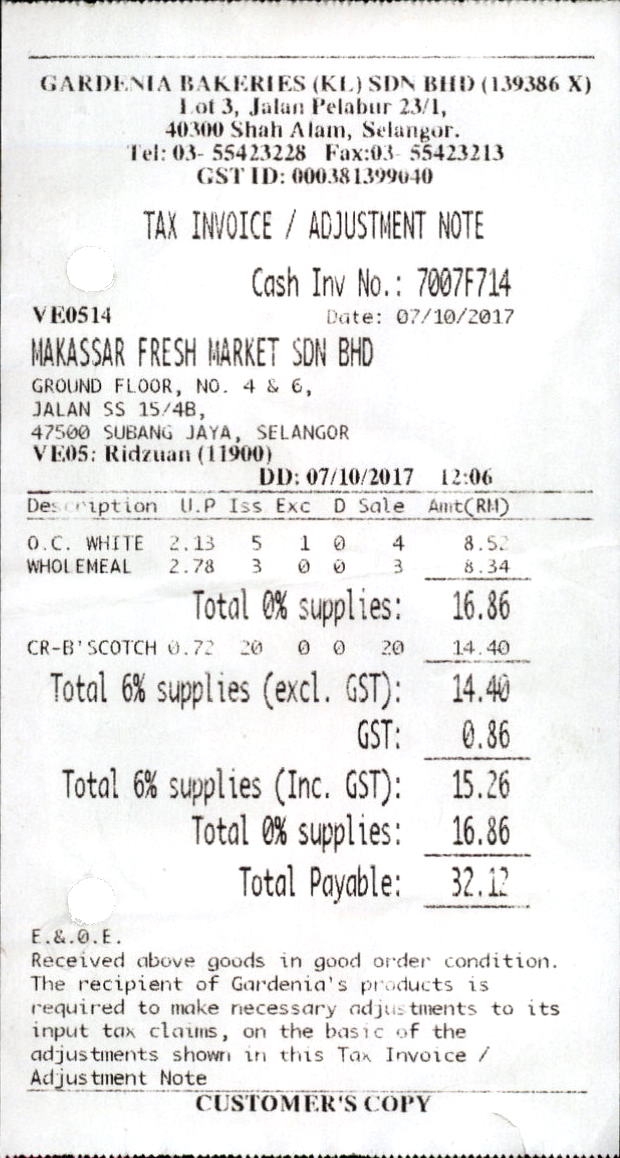 GARDENIA BAKERIES (KL) SDN BHD (139386 X)
Lot 3, Jalan Pelabur 23/1,
40300 Shah Alam, Selangor.
Tel: 03- 55423228 Fax:03- 55423213
GST ID: 000381399040
TAX INVOICE / ADJUSTMENT NOTE
Cash Inv No.: 7007F714
VE0514 Date: 07/10/2017
MAKASSAR FRESH MARKET SDN BHD
GROUND FLOOR, NO. 4 & 6,
JALAN SS 15/4B,
47500 SUBANG JAYA, SELANGOR
VE05: Ridzuan (11900)
DD: 07/10/2017 12:06
Description U.P Iss Exc D Sale Amt(RM)
O.C. WHITE 2.13 5 1 0 4 8.52
WHOLEMEAL 2.78 3 0 0 3 8.34
Total 0% supplies: 16.86
CR-B'SCOTCH 0.72 20 0 0 20 14.40
Total 6% supplies (excl. GST): 14.40
GST: 0.86
Total 6% supplies (Inc. GST): 15.26
Total 0% supplies: 16.86
Total Payable: 32.12
E.&.O.E.
Received above goods in good order condition.
The recipient of Gardenia's products is
required to make necessary adjustments to its
input tax claims, on the basic of the
adjustments shown in this Tax Invoice /
Adjustment Note
CUSTOMER'S COPY